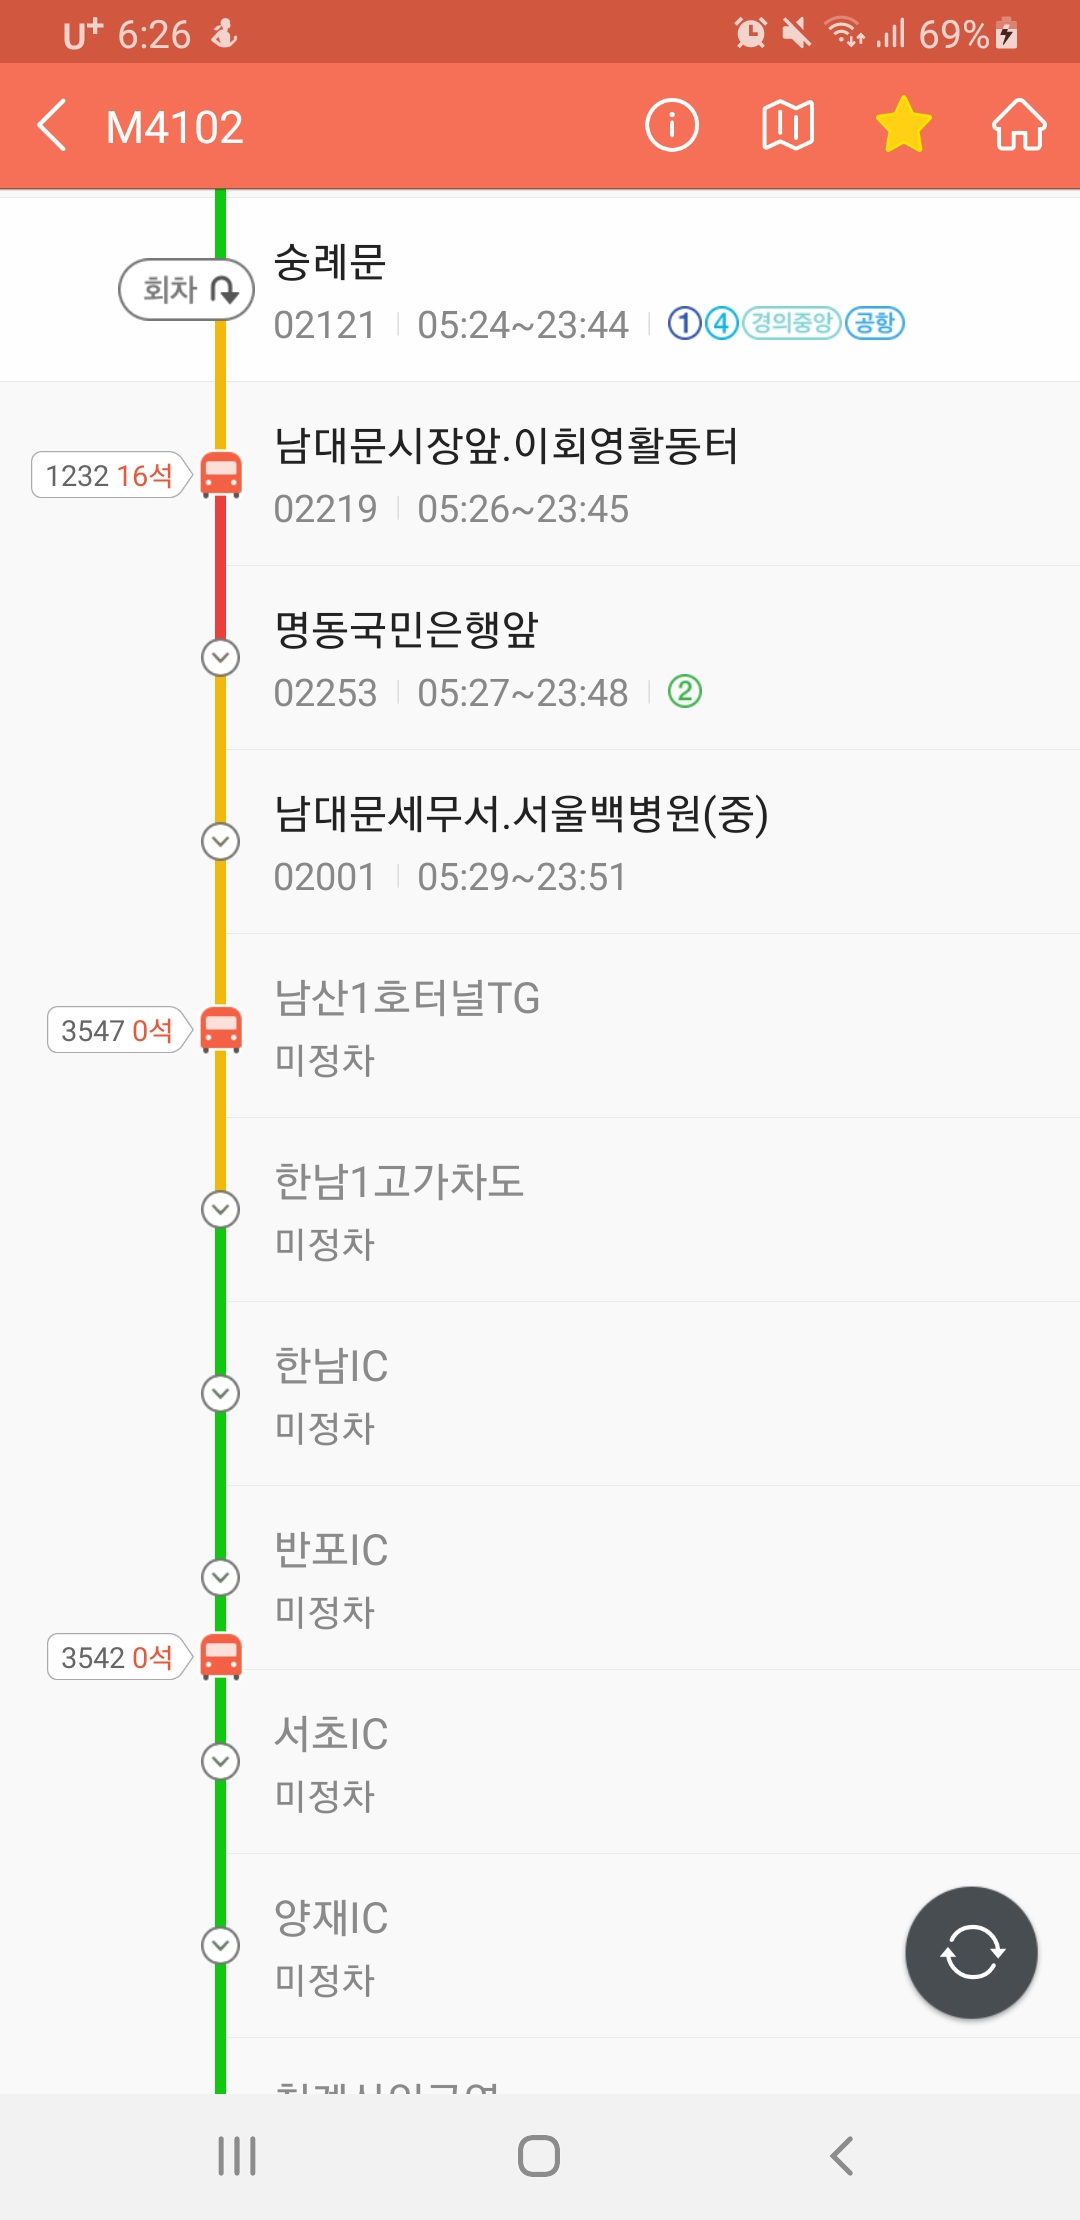 U+ 6:26 69%
M4102
회차
숭례문
02121 05:24~23:44 1 4 경의중앙 공항
1232 16석
남대문시장앞.이회영활동터
02219 05:26~23:45
명동국민은행앞
02253 05:27~23:48 2
남대문세무서.서울백병원(중)
02001 05:29~23:51
3547 0석
남산1호터널TG
미정차
한남1고가차도
미정차
한남IC
미정차
반포IC
미정차
3542 0석
서초IC
미정차
양재IC
미정차